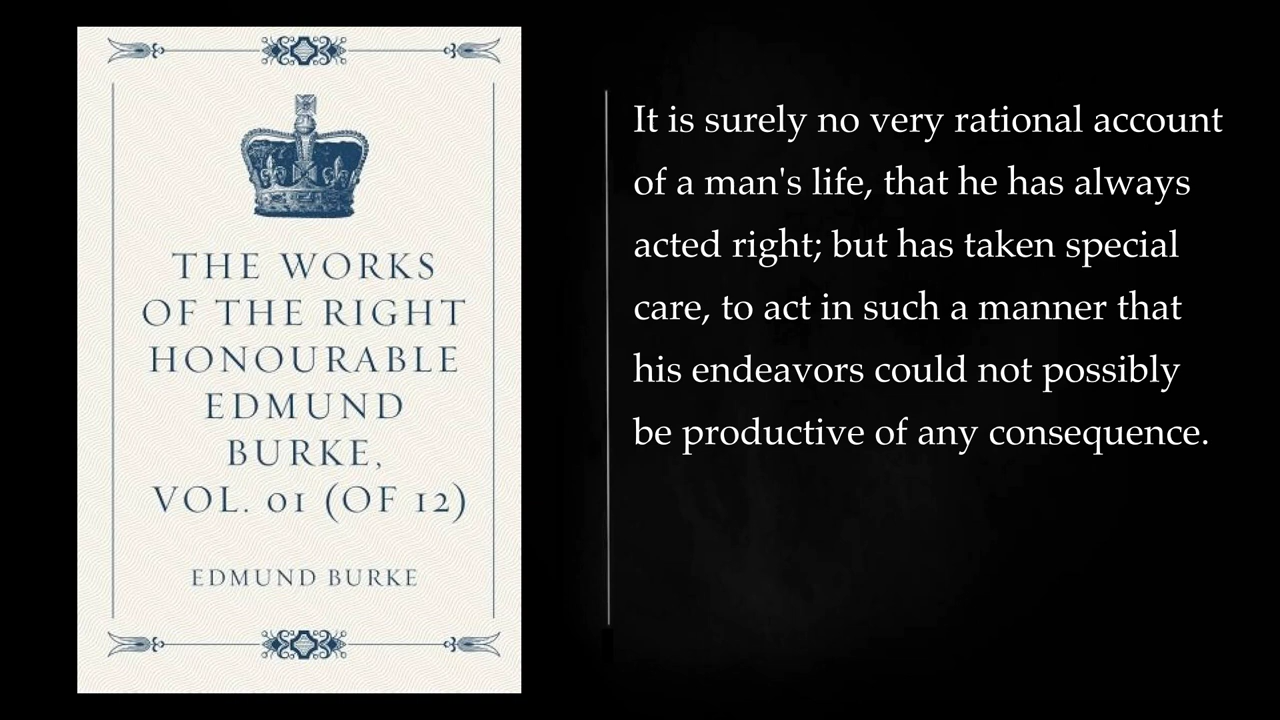 THE WORKS
OF THE RIGHT
HONOURABLE
EDMUND
BURKE,
VOL. 01 (OF 12)
EDMUND BURKE
It is surely no very rational account
of a man's life, that he has always
acted right; but has taken special
care, to act in such a manner that
his endeavors could not possibly
be productive of any consequence.